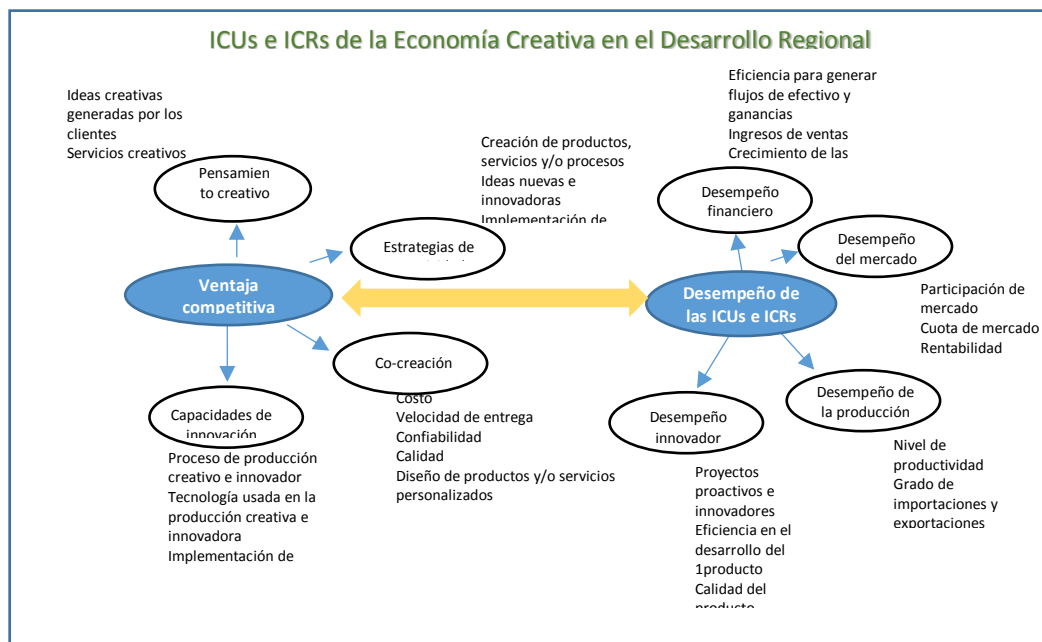 ICUs e ICRs de la Economía Creativa en el Desarrollo Regional
Ideas creativas
generadas por los
clientes
Servicios creativos
Pensamien
to creativo
Creación de productos,
servicios y/o procesos
Ideas nuevas e
innovadoras
Implementación de
Estrategias de
Ventaja
competitiva
Co-creación
Costo
Velocidad de entrega
Confiabilidad
Calidad
Diseño de productos y/o servicios
personalizados
Capacidades de
innovación
Proceso de producción
creativo e innovador
Tecnología usada en la
producción creativa e
innovadora
Implementación de
Eficiencia para generar
flujos de efectivo y
ganancias
Ingresos de ventas
Crecimiento de las
Desempeño
financiero
Desempeño
del mercado
Participación de
mercado
Cuota de mercado
Rentabilidad
Desempeño de
las ICUs e ICRs
Desempeño
innovador
Proyectos
proactivos e
innovadores
Eficiencia en el
desarrollo del
1producto
Calidad del
producto
Desempeño de
la producción
Nivel de
productividad
Grado de
importaciones y
exportaciones